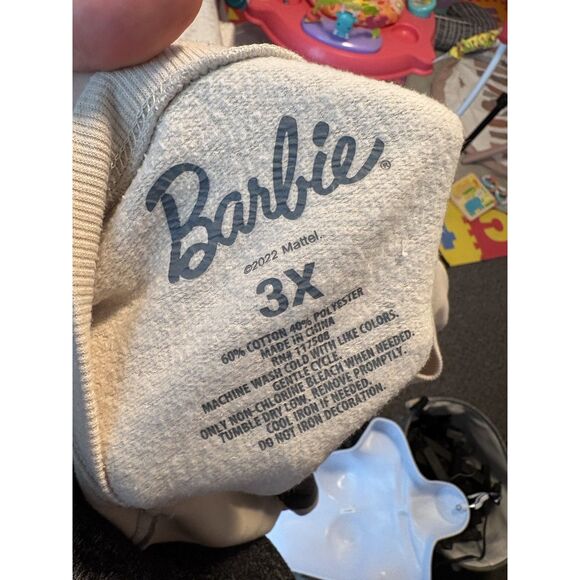 Barbie®
©2022 Mattel.
3X
60% COTTON 40% POLYESTER
MADE IN CHINA
RN# 117508
MACHINE WASH COLD WITH LIKE COLORS.
GENTLE CYCLE.
ONLY NON-CHLORINE BLEACH WHEN NEEDED.
TUMBLE DRY LOW. REMOVE PROMPTLY.
COOL IRON IF NEEDED.
DO NOT IRON DECORATION.